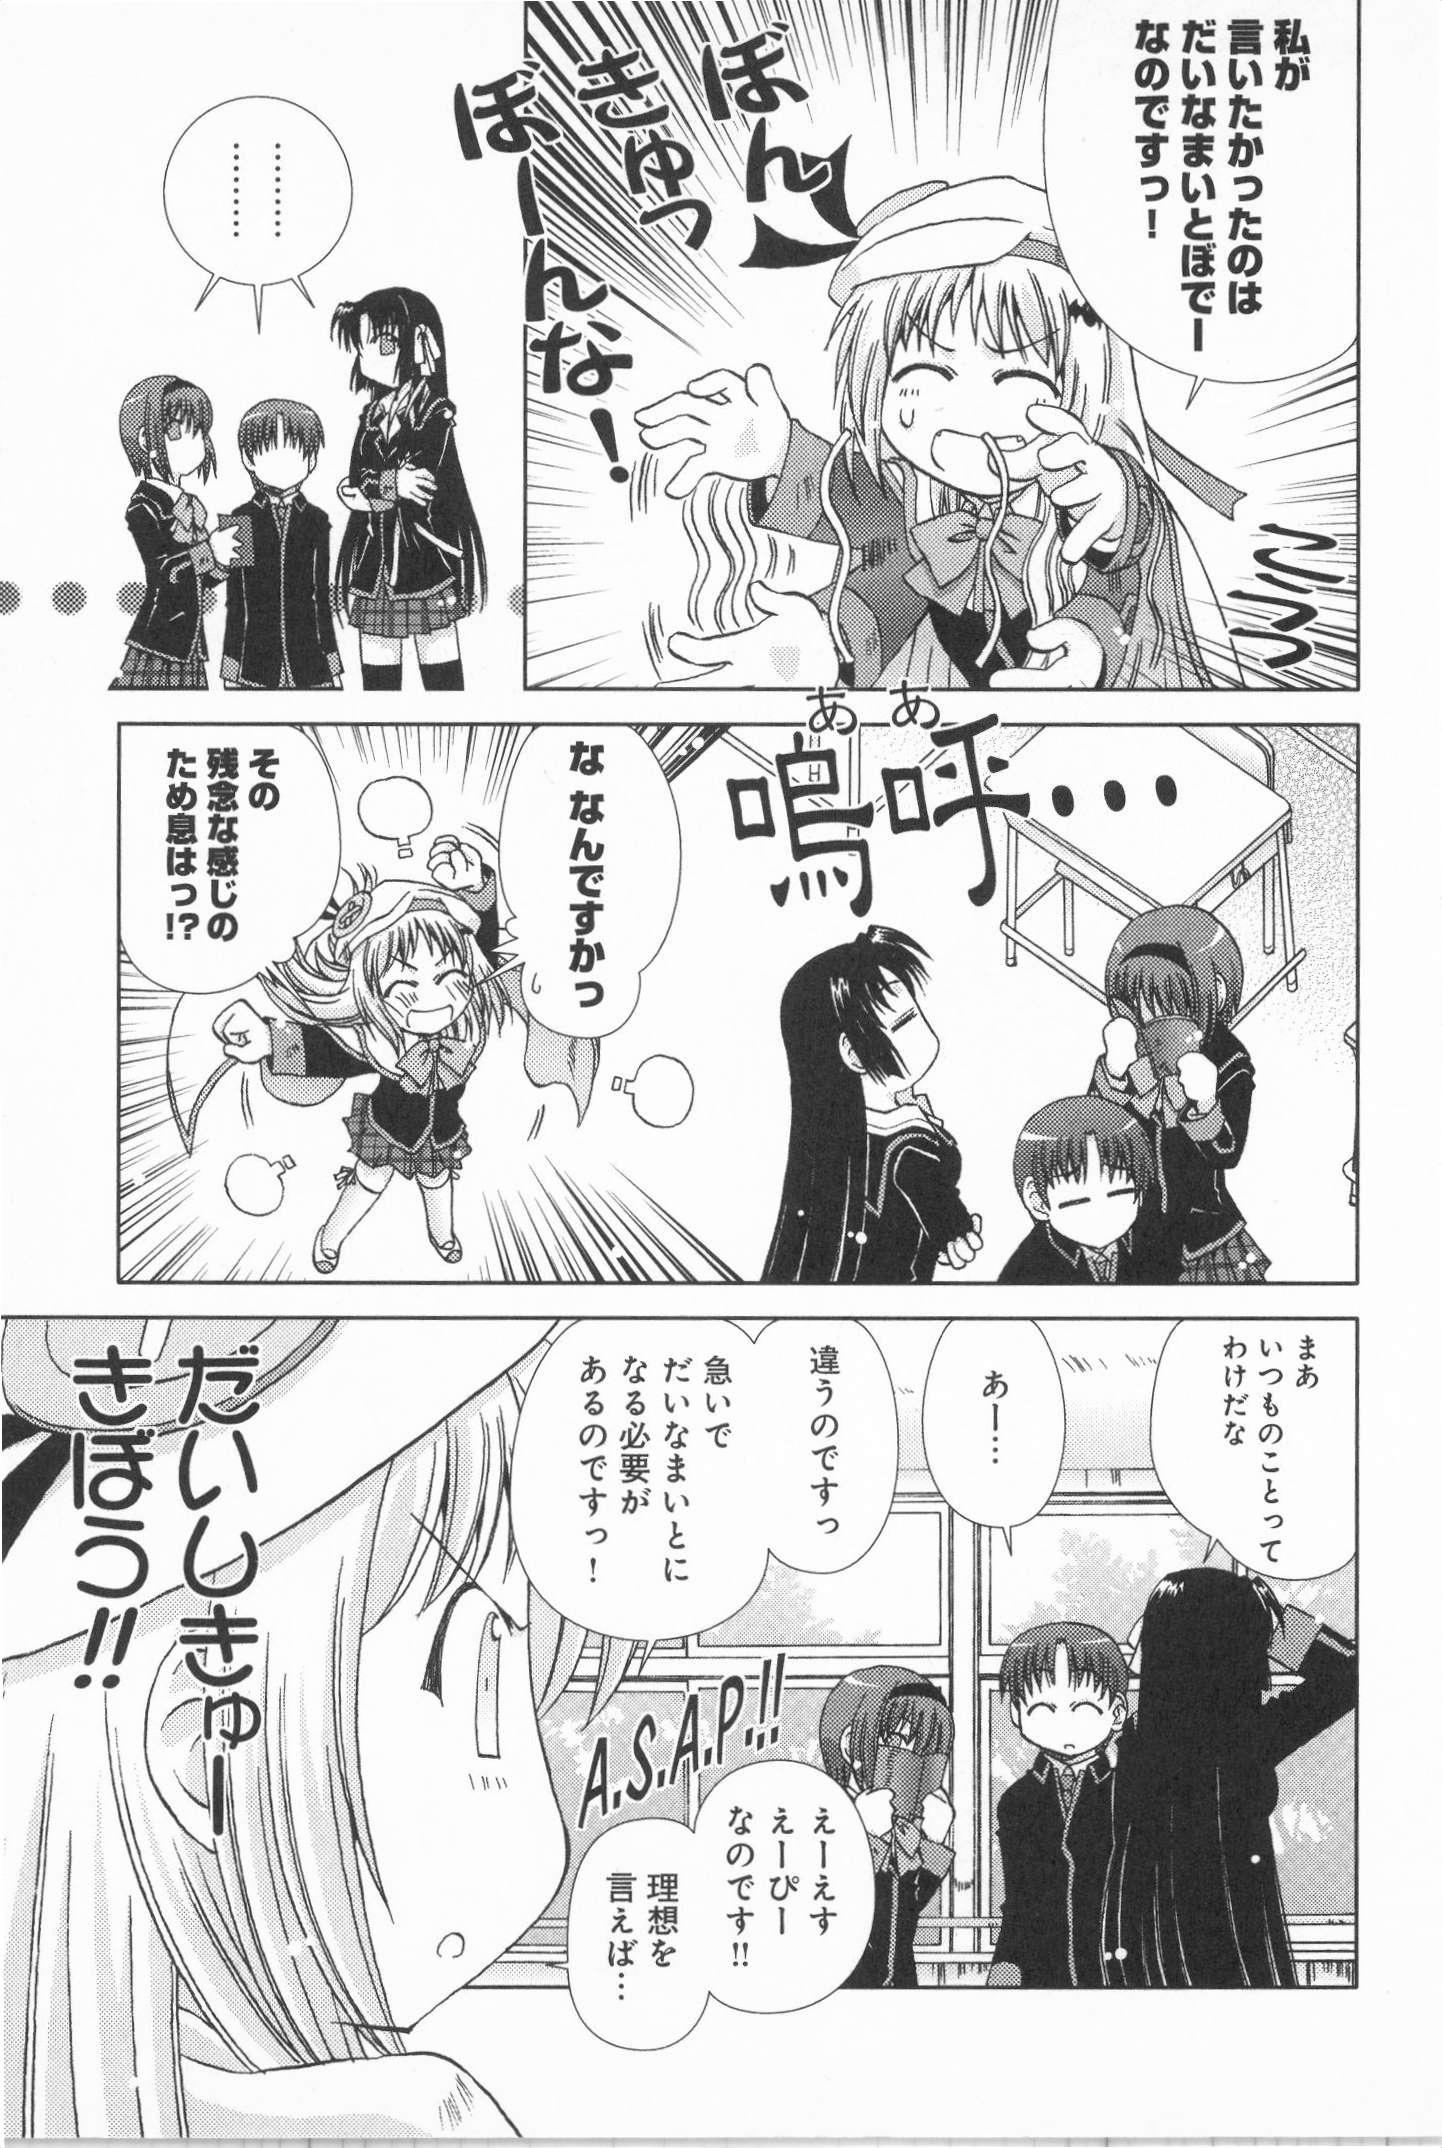 私が
言いたかったのは
だいなまいとぼでー
なのですっ！
ぼん
きゅっ
ぼーんな！
くつつつ
…………
…………
ああ
嗚呼…
な なんですかっ
その
残念な感じの
ため息はっ!?
まあ
いつものことって
わけだな
あー…
違うのですっ
急いで
だいなまいとに
なる必要が
あるのですっ！
A.S.A.P.!!
えーえす
えーぴー
なのです!!
理想を
言えば…
だいしきゅー
きぼう!!